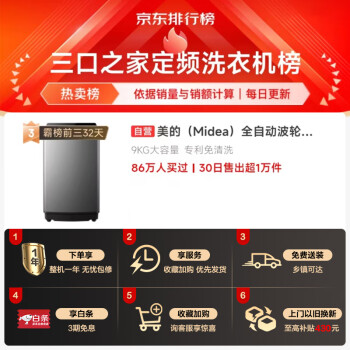 京东排行榜
三口之家定频洗衣机榜
热卖榜
依据销量与销额计算 | 每日更新
3
霸榜前三32天
自营 美的（Midea）全自动波轮...
9KG大容量 专利免清洗
86万人买过 | 30日售出超1万件
1
1年
下单享
整机一年 无忧包修
2
享服务
收藏加购 优先发货
3
免费送装
乡镇可达
4
白条
享白条
3期免息
5
收藏加购
询客服享惊喜
6
上门以旧换新
至高补贴430元